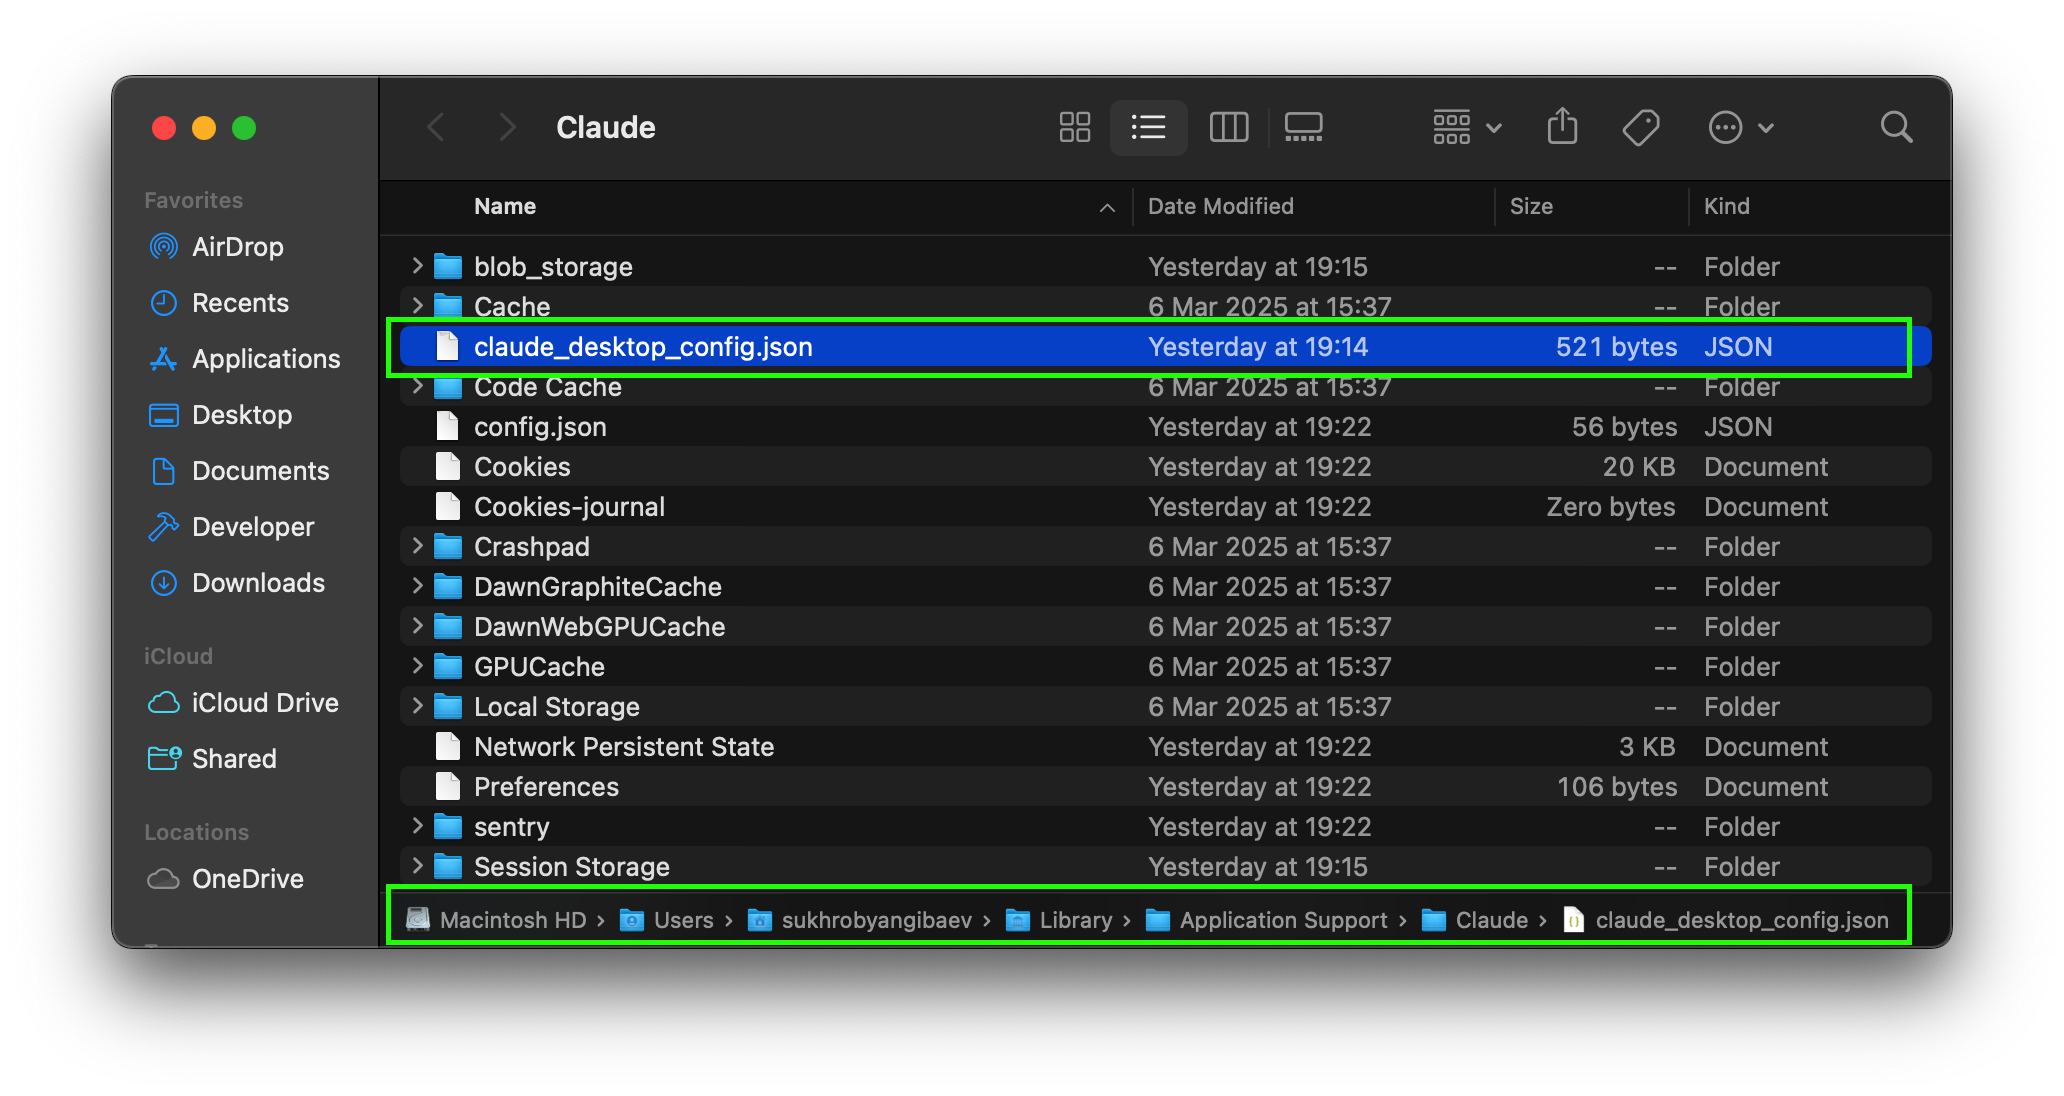 Claude
Favorites
AirDrop
Recents
Applications
Desktop
Documents
Developer
Downloads
iCloud
iCloud Drive
Shared
Locations
OneDrive
Name Date Modified Size Kind
blob_storage Yesterday at 19:15 -- Folder
Cache 6 Mar 2025 at 15:37 -- Folder
claude_desktop_config.json Yesterday at 19:14 521 bytes JSON
Code Cache 6 Mar 2025 at 15:37 -- Folder
config.json Yesterday at 19:22 56 bytes JSON
Cookies Yesterday at 19:22 20 KB Document
Cookies-journal Yesterday at 19:22 Zero bytes Document
Crashpad 6 Mar 2025 at 15:37 -- Folder
DawnGraphiteCache 6 Mar 2025 at 15:37 -- Folder
DawnWebGPUCache 6 Mar 2025 at 15:37 -- Folder
GPUCache 6 Mar 2025 at 15:37 -- Folder
Local Storage 6 Mar 2025 at 15:37 -- Folder
Network Persistent State Yesterday at 19:22 3 KB Document
Preferences Yesterday at 19:22 106 bytes Document
sentry Yesterday at 19:22 -- Folder
Session Storage Yesterday at 19:15 -- Folder
Macintosh HD › Users › sukhrobyangibaev › Library › Application Support › Claude › claude_desktop_config.json